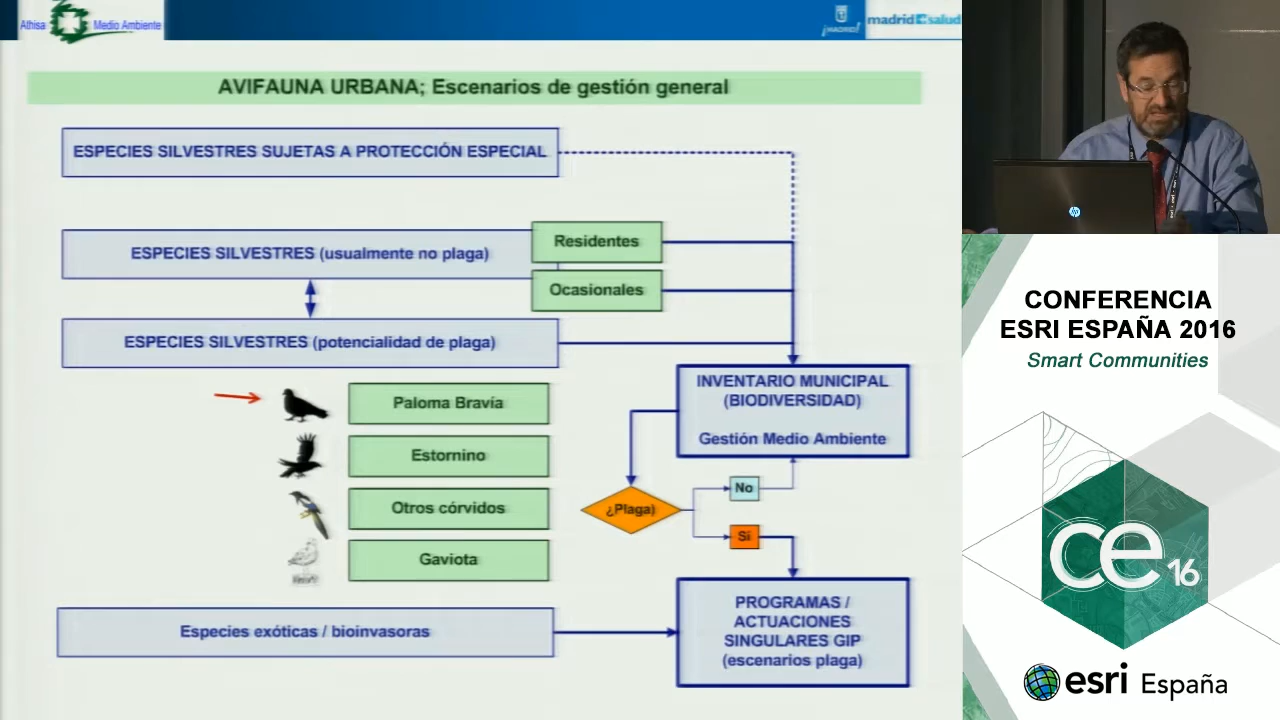 Athisa Medio Ambiente
¡MADRID!
madrid salud
AVIFAUNA URBANA; Escenarios de gestión general
ESPECIES SILVESTRES SUJETAS A PROTECCIÓN ESPECIAL
ESPECIES SILVESTRES (usualmente no plaga)
Residentes
Ocasionales
ESPECIES SILVESTRES (potencialidad de plaga)
Paloma Bravía
Estornino
Otros córvidos
Gaviota
Especies exóticas / bioinvasoras
INVENTARIO MUNICIPAL
(BIODIVERSIDAD)
Gestión Medio Ambiente
¿Plaga)
No
Sí
PROGRAMAS /
ACTUACIONES
SINGULARES GIP
(escenarios plaga)
hp
CONFERENCIA
ESRI ESPAÑA 2016
Smart Communities
ce16
esri España